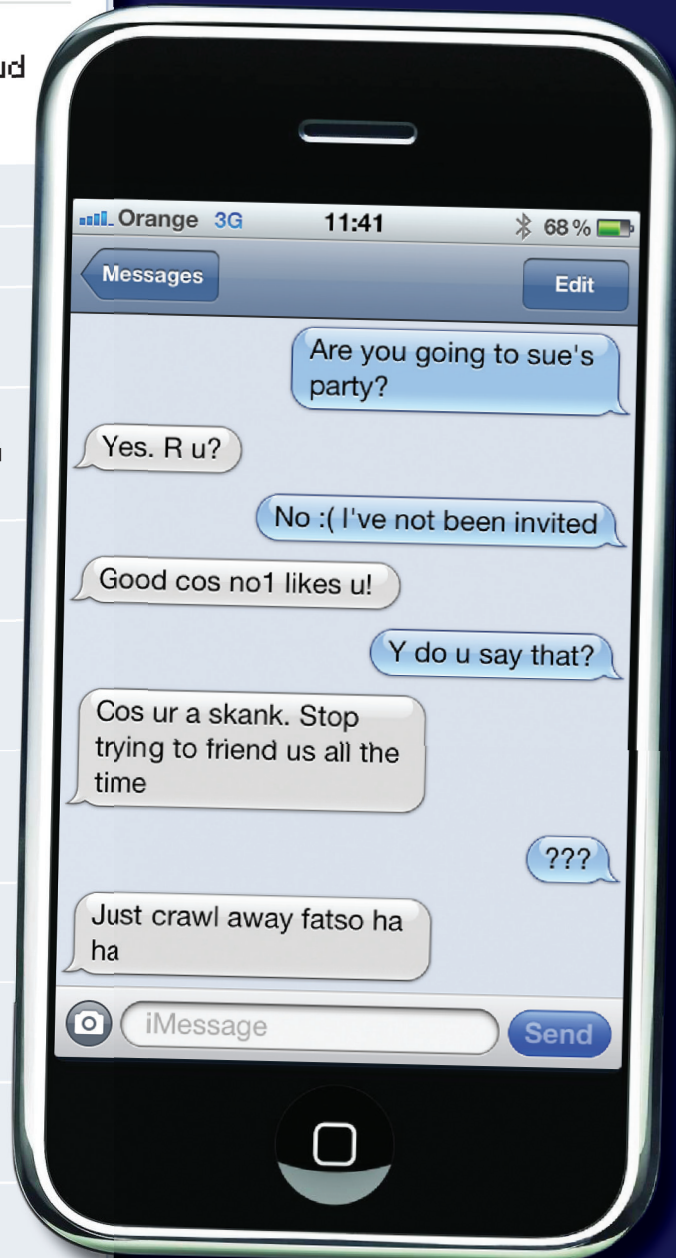 Orange 3G 11:41 68%
Messages Edit
Are you going to sue's
party?
Yes. R u?
No :( I've not been invited
Good cos no1 likes u!
Y do u say that?
Cos ur a skank. Stop
trying to friend us all the
time
???
Just crawl away fatso ha
ha
iMessage Send